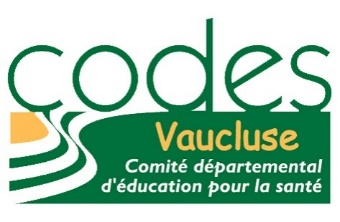 codes
Vaucluse
Comité départemental
d'éducation pour la santé